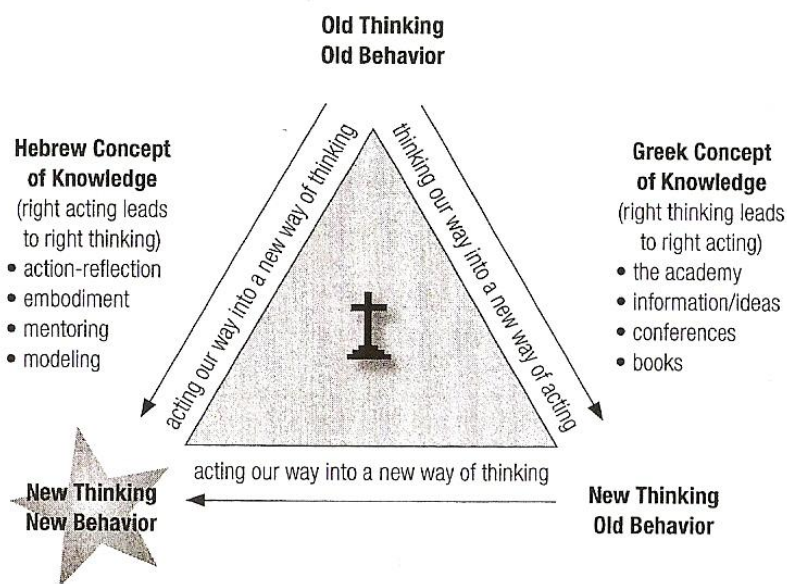 Old Thinking
Old Behavior
Hebrew Concept
of Knowledge
(right acting leads
to right thinking)
• action-reflection
• embodiment
• mentoring
• modeling
acting our way into a new way of thinking
thinking our way into a new way of acting
Greek Concept
of Knowledge
(right thinking leads
to right acting)
• the academy
• information/ideas
• conferences
• books
acting our way into a new way of thinking
New Thinking
New Behavior
New Thinking
Old Behavior